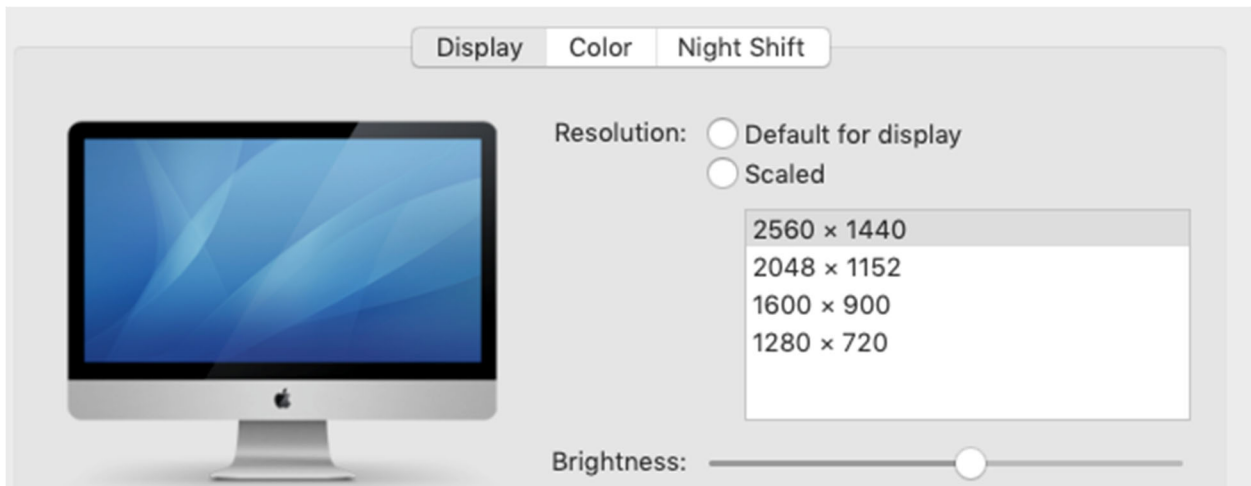 Display Color Night Shift
Resolution: Default for display
Scaled
2560 × 1440
2048 × 1152
1600 × 900
1280 × 720
Brightness: